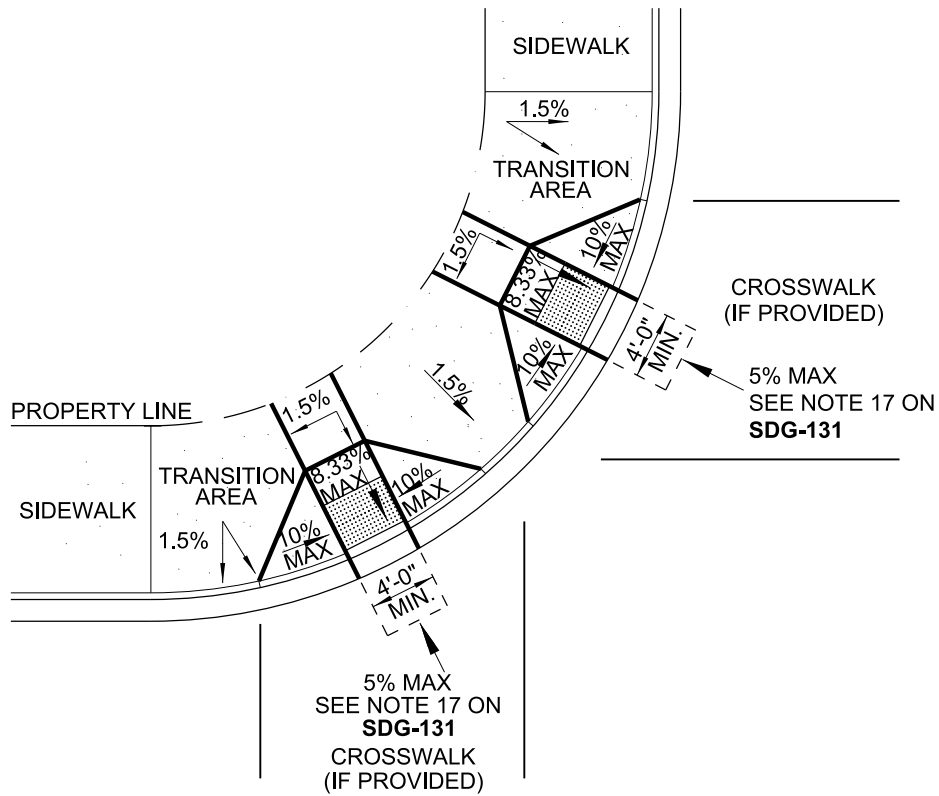 SIDEWALK
1.5%
TRANSITION
AREA
1.5%
10%
MAX
8.33%
MAX
CROSSWALK
(IF PROVIDED)
4'-0"
MIN.
10%
MAX
1.5%
5% MAX
SEE NOTE 17 ON
SDG-131
PROPERTY LINE
1.5%
TRANSITION
AREA
8.33%
MAX
10%
MAX
SIDEWALK
1.5%
10%
MAX
4'-0"
MIN.
5% MAX
SEE NOTE 17 ON
SDG-131
CROSSWALK
(IF PROVIDED)